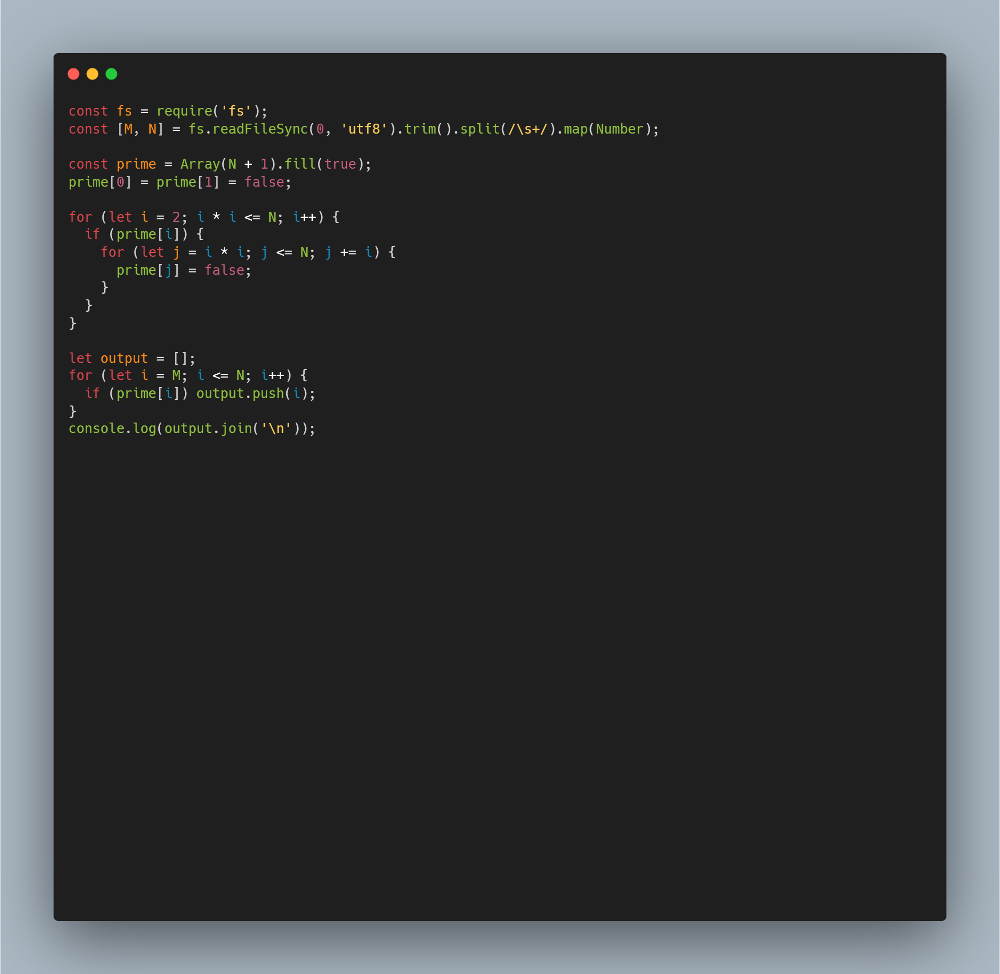 const fs = require('fs');
const [M, N] = fs.readFileSync(0, 'utf8').trim().split(/\s+/).map(Number);

const prime = Array(N + 1).fill(true);
prime[0] = prime[1] = false;

for (let i = 2; i * i <= N; i++) {
  if (prime[i]) {
    for (let j = i * i; j <= N; j += i) {
      prime[j] = false;
    }
  }
}

let output = [];
for (let i = M; i <= N; i++) {
  if (prime[i]) output.push(i);
}
console.log(output.join('\n'));